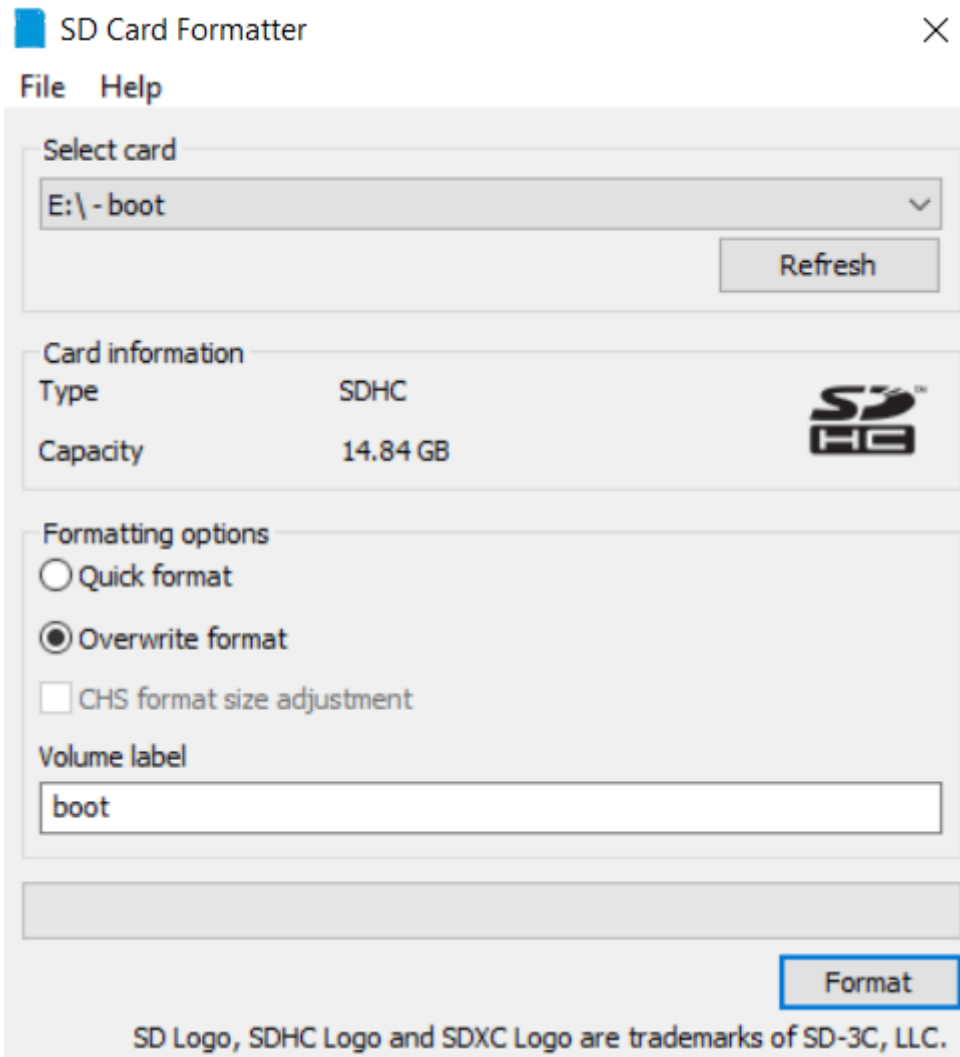 SD Card Formatter
File Help
Select card
E:\ - boot
Refresh
Card information
Type SDHC
SD
HC
Capacity 14.84 GB
Formatting options
Quick format
Overwrite format
CHS format size adjustment
Volume label
boot
Format
SD Logo, SDHC Logo and SDXC Logo are trademarks of SD-3C, LLC.